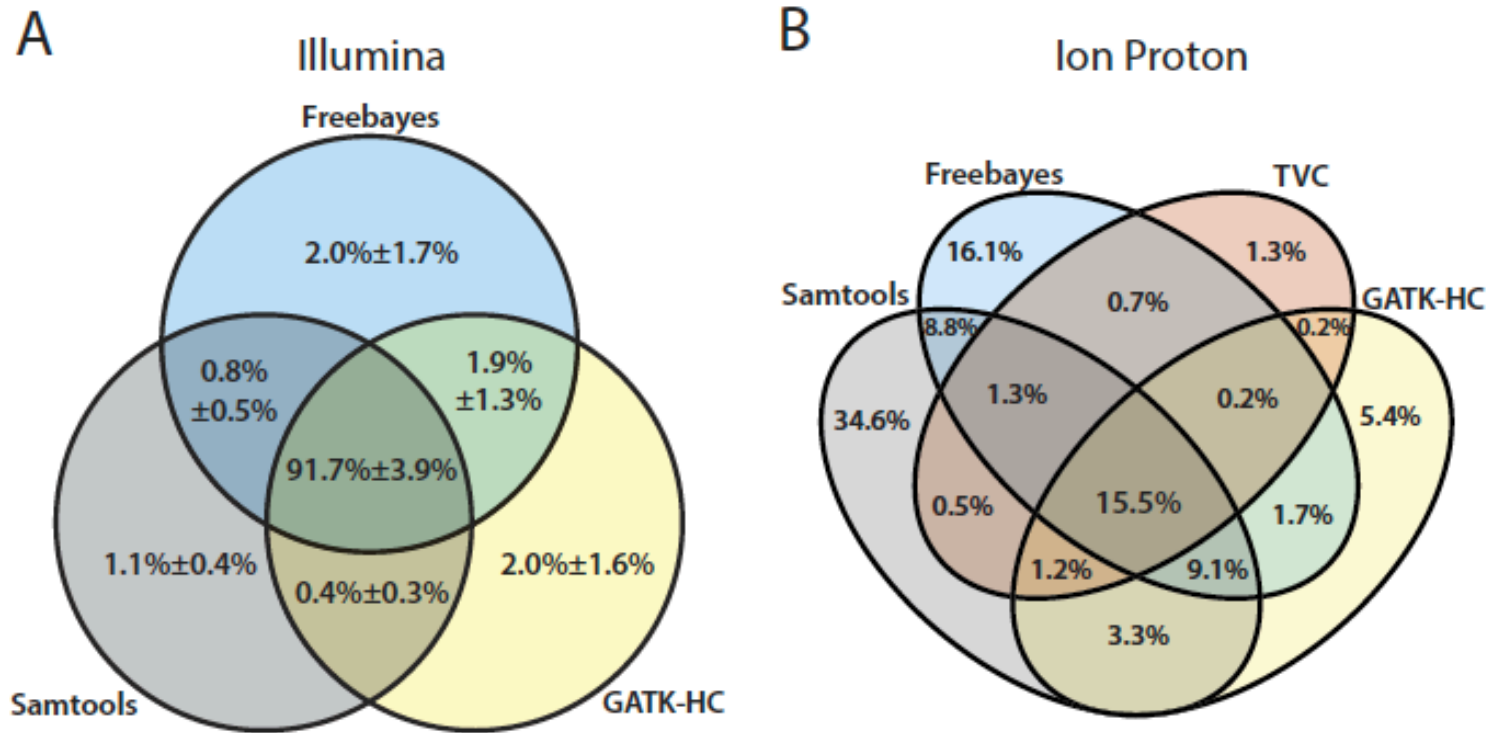 A
Illumina
Freebayes
2.0%±1.7%
0.8%
±0.5%
1.9%
±1.3%
91.7%±3.9%
1.1%±0.4%
0.4%±0.3%
2.0%±1.6%
Samtools
GATK-HC
B
Ion Proton
Freebayes
TVC
16.1%
1.3%
Samtools
0.7%
GATK-HC
8.8%
0.2%
34.6%
1.3%
0.2%
5.4%
0.5%
15.5%
1.7%
1.2%
9.1%
3.3%